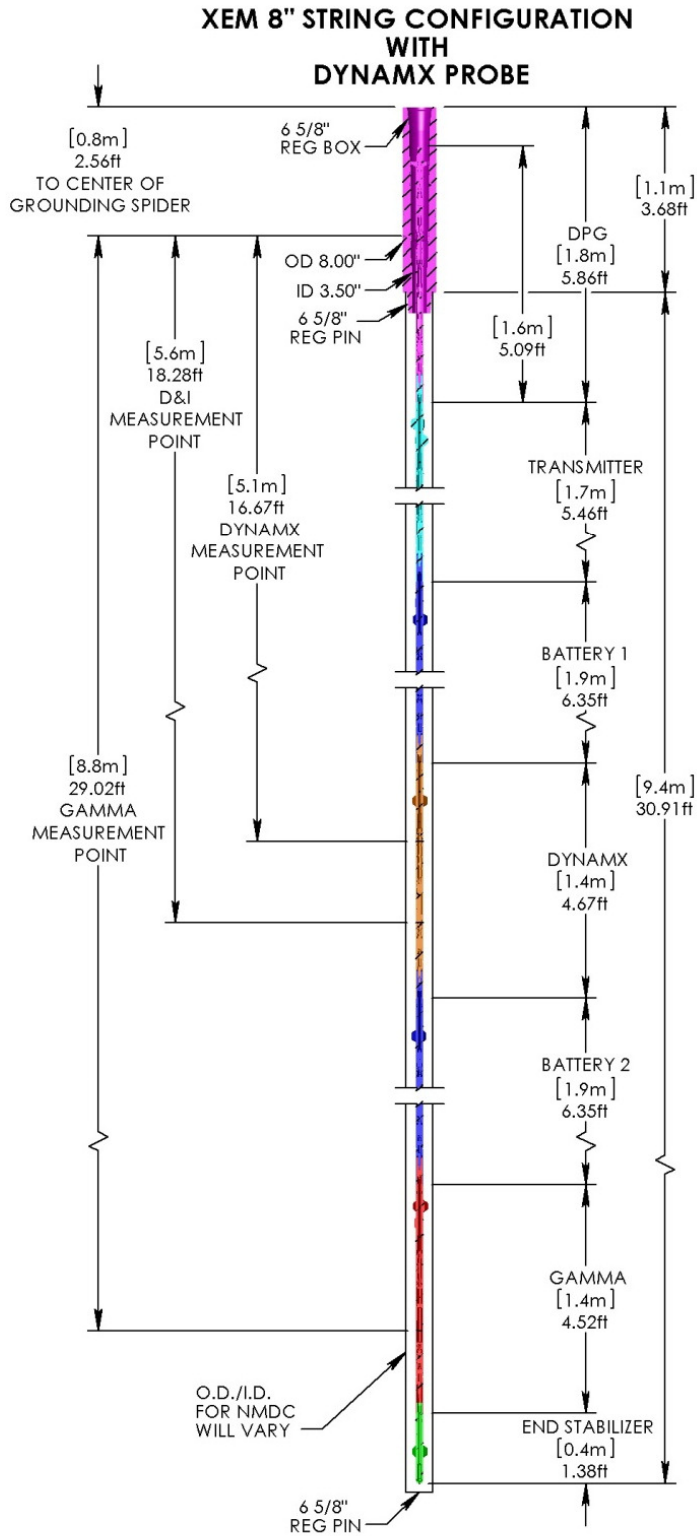 XEM 8" STRING CONFIGURATION
WITH
DYNAMX PROBE
[0.8m]
2.56ft
TO CENTER OF
GROUNDING SPIDER
6 5/8"
REG BOX
[1.1m]
3.68ft
DPG
[1.8m]
5.86ft
OD 8.00"
ID 3.50"
6 5/8"
REG PIN
[1.6m]
5.09ft
[5.6m]
18.28ft
D&I
MEASUREMENT
POINT
[5.1m]
16.67ft
DYNAMX
MEASUREMENT
POINT
TRANSMITTER
[1.7m]
5.46ft
BATTERY 1
[1.9m]
6.35ft
[8.8m]
29.02ft
GAMMA
MEASUREMENT
POINT
[9.4m]
30.91ft
DYNAMX
[1.4m]
4.67ft
BATTERY 2
[1.9m]
6.35ft
GAMMA
[1.4m]
4.52ft
O.D./I.D.
FOR NMDC
WILL VARY
END STABILIZER
[0.4m]
1.38ft
6 5/8"
REG PIN